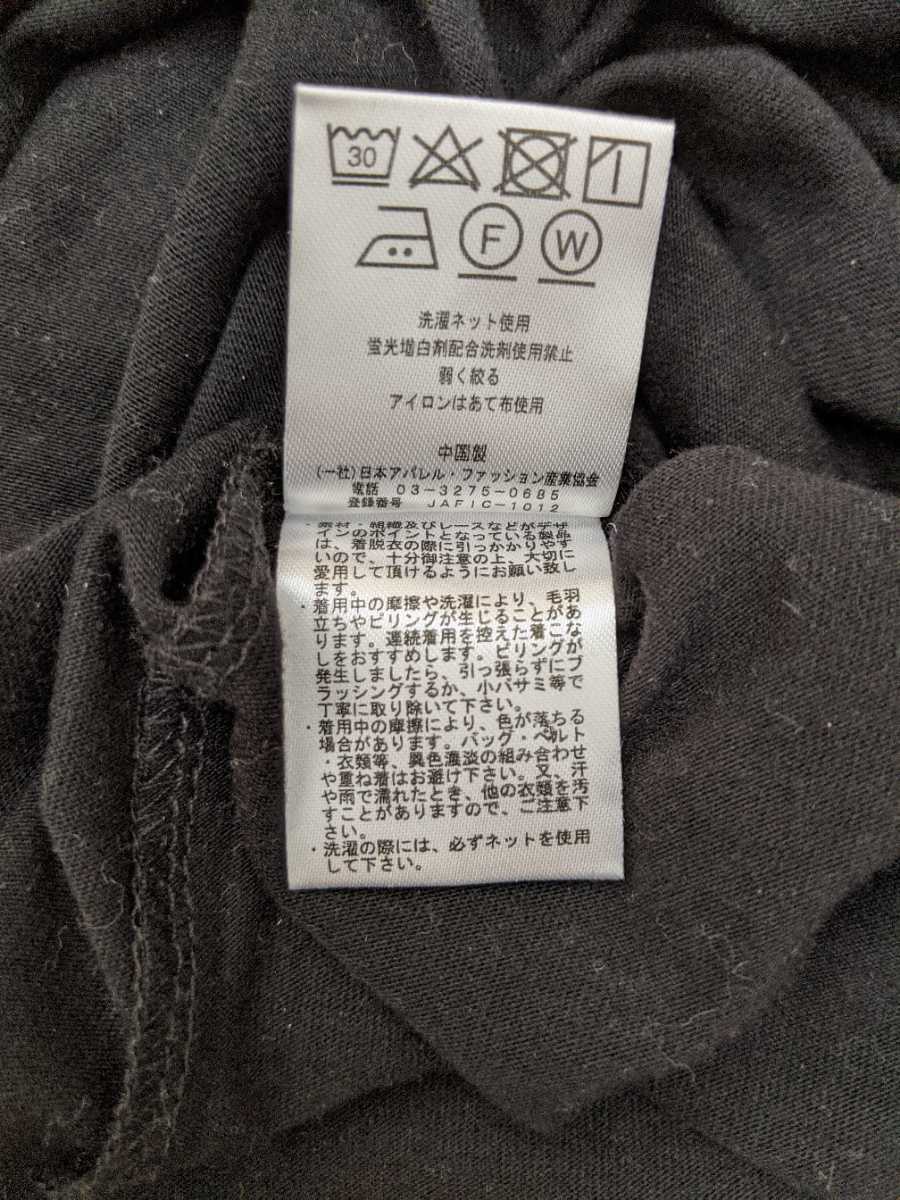 30
F W
洗濯ネット使用
蛍光増白剤配合洗剤使用禁止
弱く絞る
アイロンはあて布使用
中国製
(一社)日本アパレル・ファッション産業協会
電話 03-3275-0685
登録番号 JAFIC-1012
・素材・組織及びレースなどがデザ
インのポイントとなっている製品
は、着脱衣の際に引っかかりやす
いので、十分御注意の上、大切に
愛用して頂けるようにお願い致し
ます。
・着用中の摩擦や洗濯により、毛羽
立ちやピリングが生じることがあ
ります。連続着用を控えた着こな
しをおすすめします。ピリングが
発生しましたら、引っ張らずにブ
ラッシングするか、小バサミ等で
丁寧に取り除いて下さい。
・着用中の摩擦により、色が落ちる
場合があります。バッグ・ベルト
・衣類等、異色濃淡の組み合わせ
や重ね着はお避け下さい。又、汗
や雨で濡れたとき、他の衣類を汚
すことがありますので、ご注意下
さい。
・洗濯の際には、必ずネットを使用
して下さい。